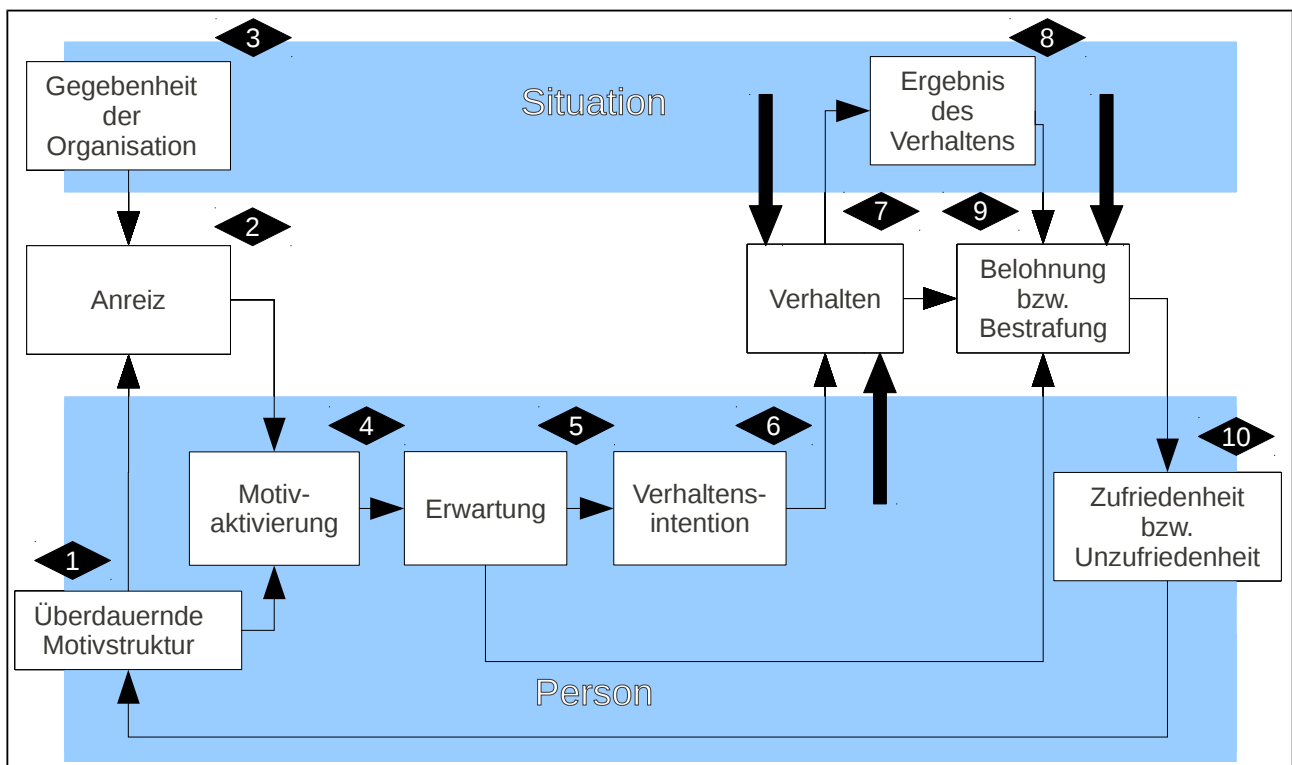 3
8
Gegebenheit
der
Organisation
Situation
Ergebnis
des
Verhaltens
2
7
9
Anreiz
Verhalten
Belohnung
bzw.
Bestrafung
4
5
6
10
Motiv-
aktivierung
Erwartung
Verhaltens-
intention
Zufriedenheit
bzw.
Unzufriedenheit
1
Überdauernde
Motivstruktur
Person